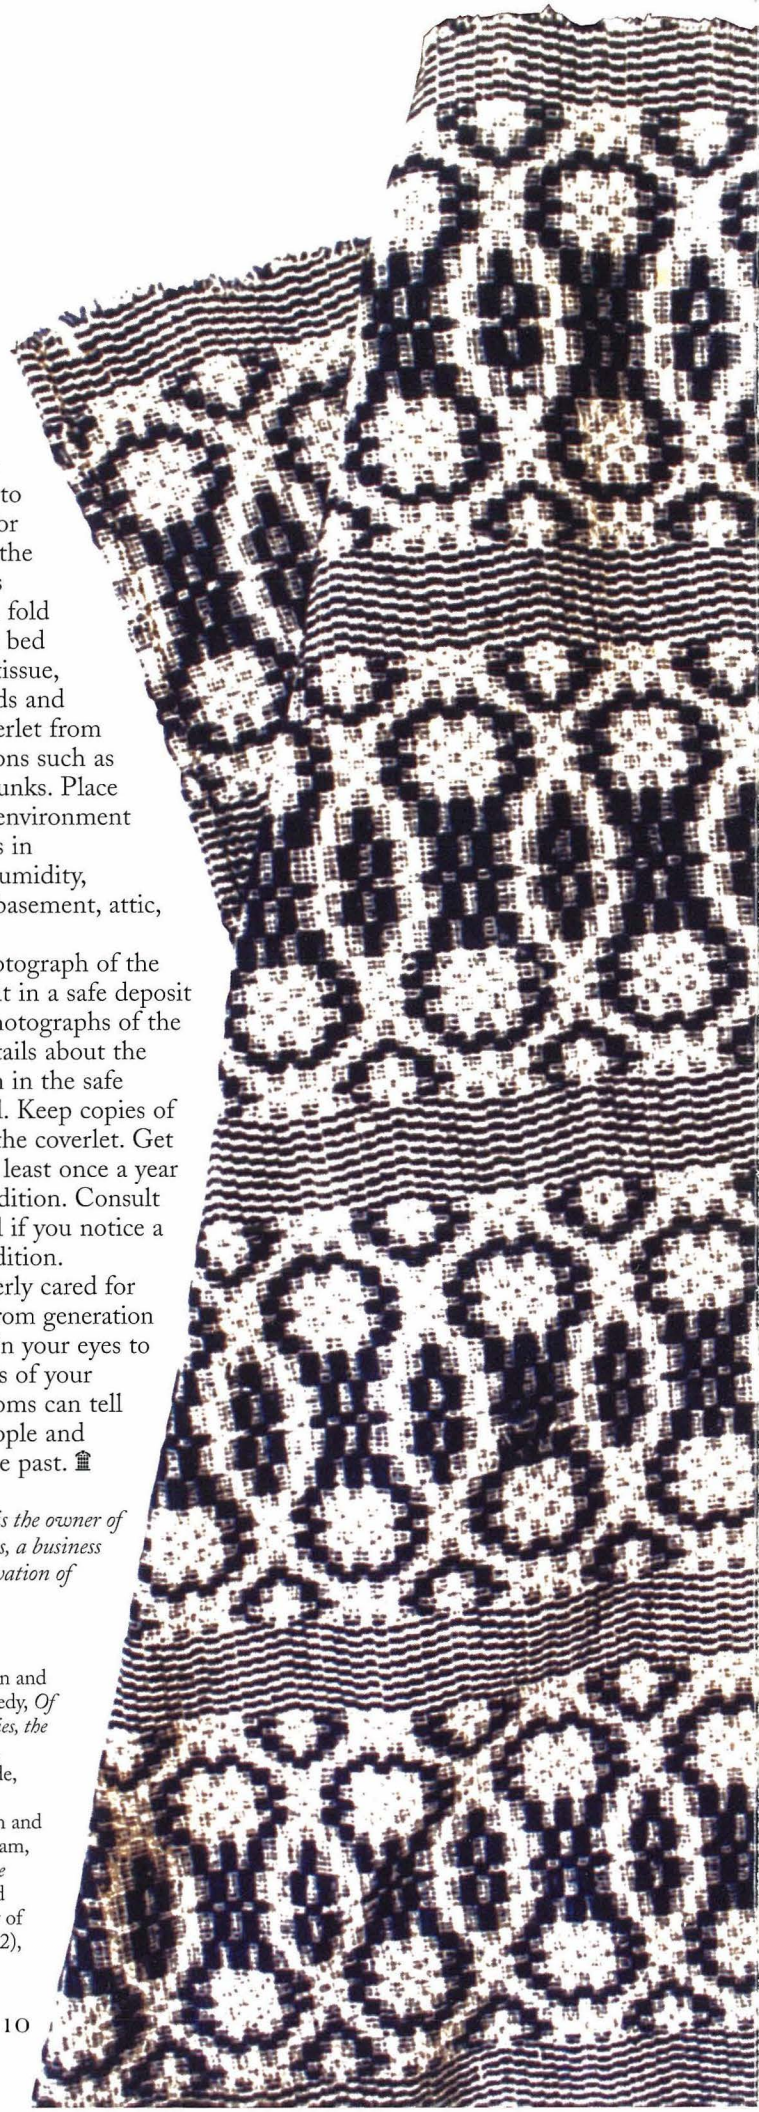 to
or
the
s
fold
bed
tissue,
ds and
erlet from
ons such as
unks. Place
environment
s in
umidity,
basement, attic,
otograph of the
it in a safe deposit
hotographs of the
tails about the
n in the safe
l. Keep copies of
the coverlet. Get
least once a year
dition. Consult
l if you notice a
dition.
erly cared for
rom generation
n your eyes to
s of your
oms can tell
ople and
e past.
is the owner of
s, a business
vation of
n and
edy, Of
ies, the
le,
n and
am,
e
d
of
2),
10